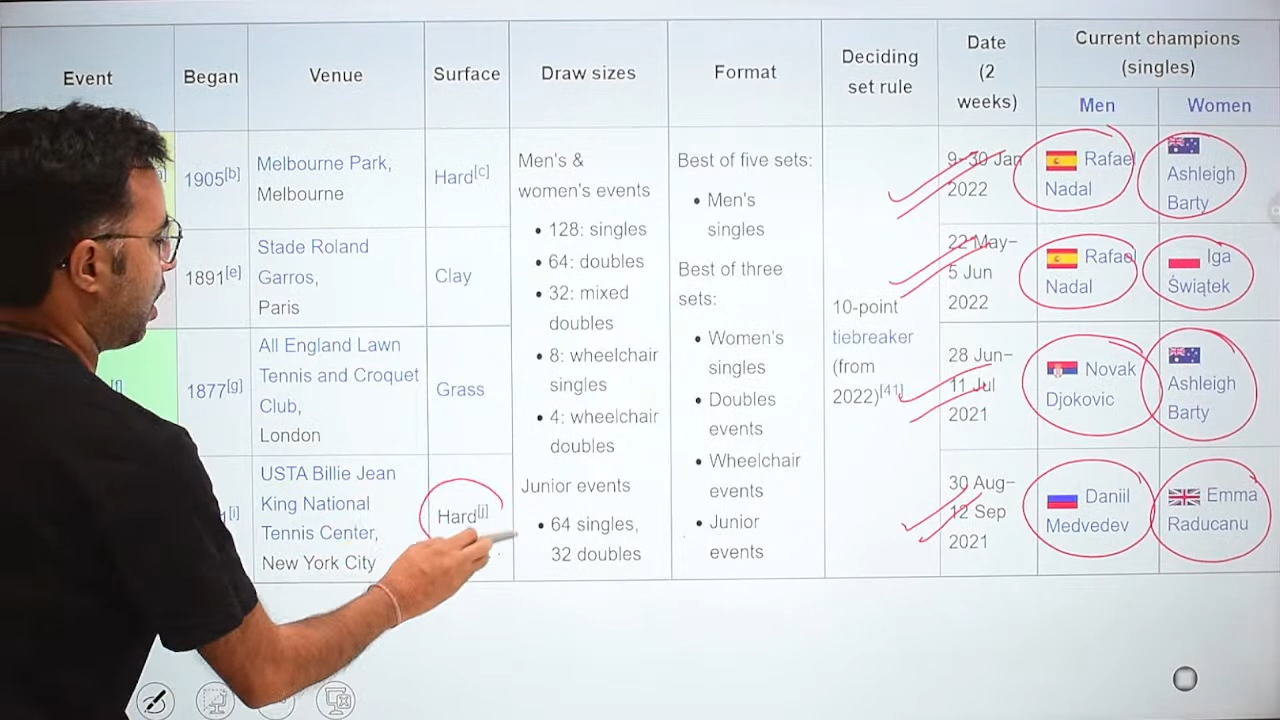 Event
Began
Venue
Surface
Draw sizes
Format
Deciding
set rule
Date
(2
weeks)
Current champions
(singles)
Men
Women
1905[b]
Melbourne Park,
Melbourne
Hard[c]
1891[e]
Stade Roland
Garros,
Paris
Clay
[f]
1877[g]
All England Lawn
Tennis and Croquet
Club,
London
Grass
[i]
USTA Billie Jean
King National
Tennis Center,
New York City
Hard[j]
Men's &
women's events
• 128: singles
• 64: doubles
• 32: mixed
doubles
• 8: wheelchair
singles
• 4: wheelchair
doubles
Junior events
• 64 singles,
32 doubles
Best of five sets:
• Men's
singles
Best of three
sets:
• Women's
singles
• Doubles
events
• Wheelchair
events
• Junior
events
10-point
tiebreaker
(from
2022)[41]
9–30 Jan
2022
Rafael
Nadal
Ashleigh
Barty
22 May–
5 Jun
2022
Rafael
Nadal
Iga
Świątek
28 Jun–
11 Jul
2021
Novak
Djokovic
Ashleigh
Barty
30 Aug–
12 Sep
2021
Daniil
Medvedev
Emma
Raducanu